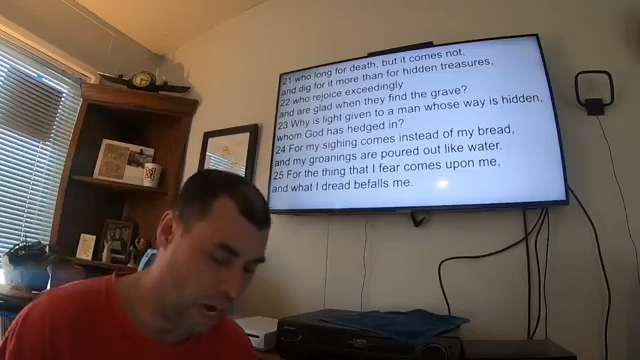 21 who long for death, but it comes not,
and dig for it more than for hidden treasures,
22 who rejoice exceedingly
and are glad when they find the grave?
23 Why is light given to a man whose way is hidden,
whom God has hedged in?
24 For my sighing comes instead of my bread,
and my groanings are poured out like water.
25 For the thing that I fear comes upon me,
and what I dread befalls me.